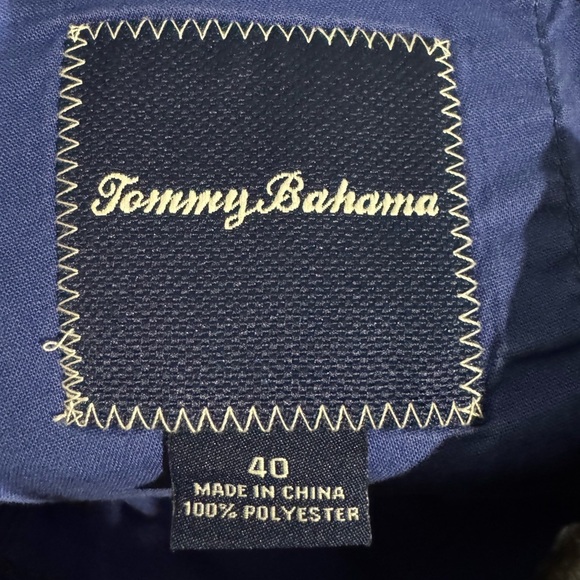 Tommy Bahama
40
MADE IN CHINA
100% POLYESTER